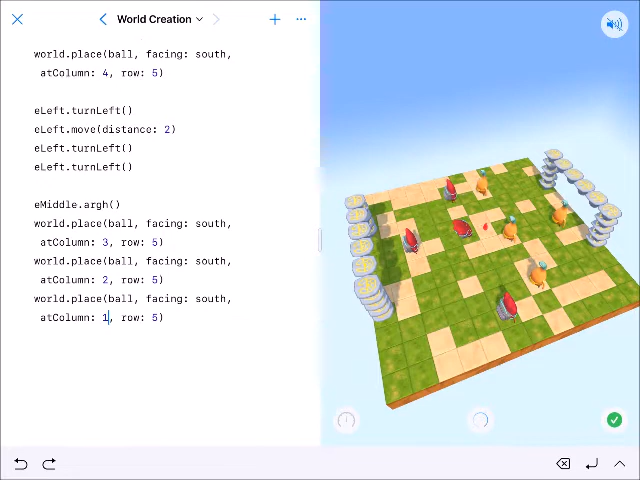 World Creation
world.place(ball, facing: south,
atColumn: 4, row: 5)
eLeft.turnLeft()
eLeft.move(distance: 2)
eLeft.turnLeft()
eLeft.turnLeft()
eMiddle.argh()
world.place(ball, facing: south,
atColumn: 3, row: 5)
world.place(ball, facing: south,
atColumn: 2, row: 5)
world.place(ball, facing: south,
atColumn: 1, row: 5)